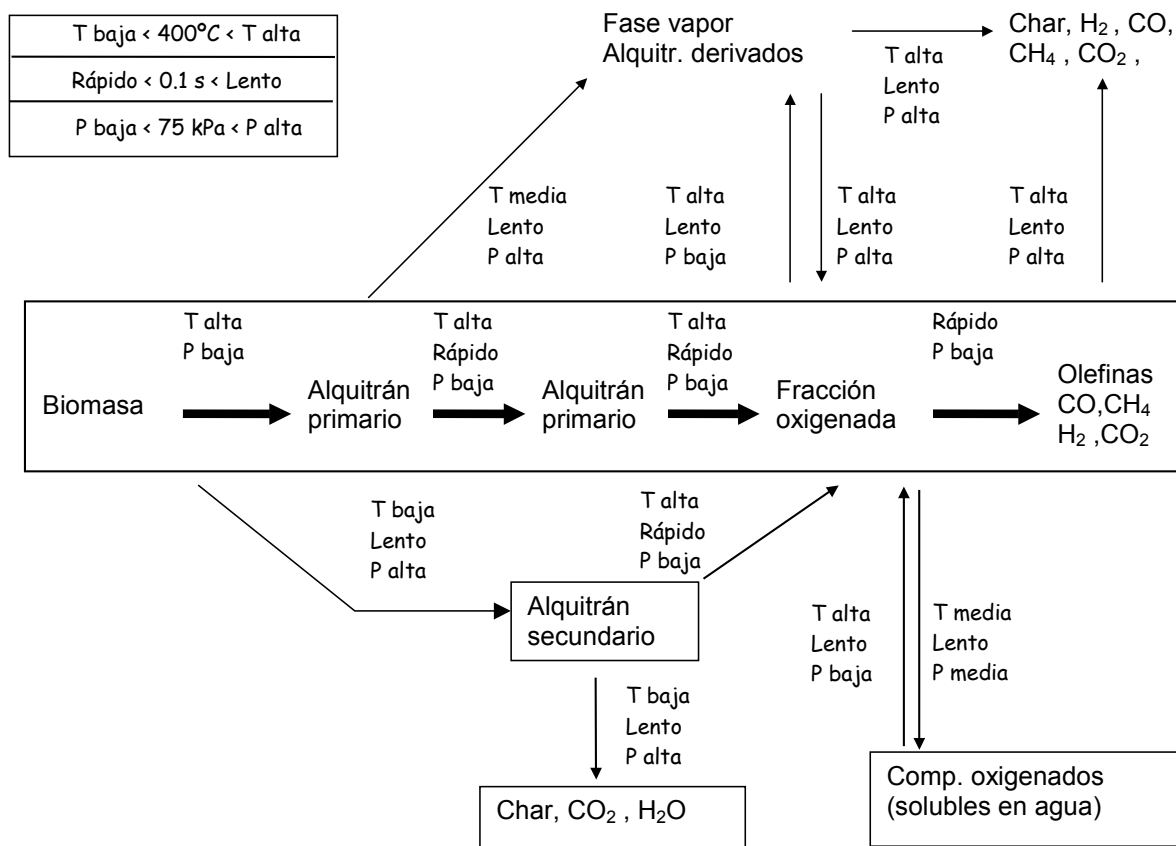 T baja < 400ºC < T alta
Rápido < 0.1 s < Lento
P baja < 75 kPa < P alta
Fase vapor
Alquitr. derivados
T alta
Lento
P alta
Char, H₂ , CO,
CH₄ , CO₂ ,
T media
Lento
P alta
T alta
Lento
P baja
T alta
Lento
P alta
T alta
Lento
P alta
Biomasa
T alta
P baja
Alquitrán
primario
T alta
Rápido
P baja
Alquitrán
primario
T alta
Rápido
P baja
Fracción
oxigenada
Rápido
P baja
Olefinas
CO,CH₄
H₂ ,CO₂
T baja
Lento
P alta
Alquitrán
secundario
T alta
Rápido
P baja
T baja
Lento
P alta
Char, CO₂ , H₂O
T alta
Lento
P baja
T media
Lento
P media
Comp. oxigenados
(solubles en agua)